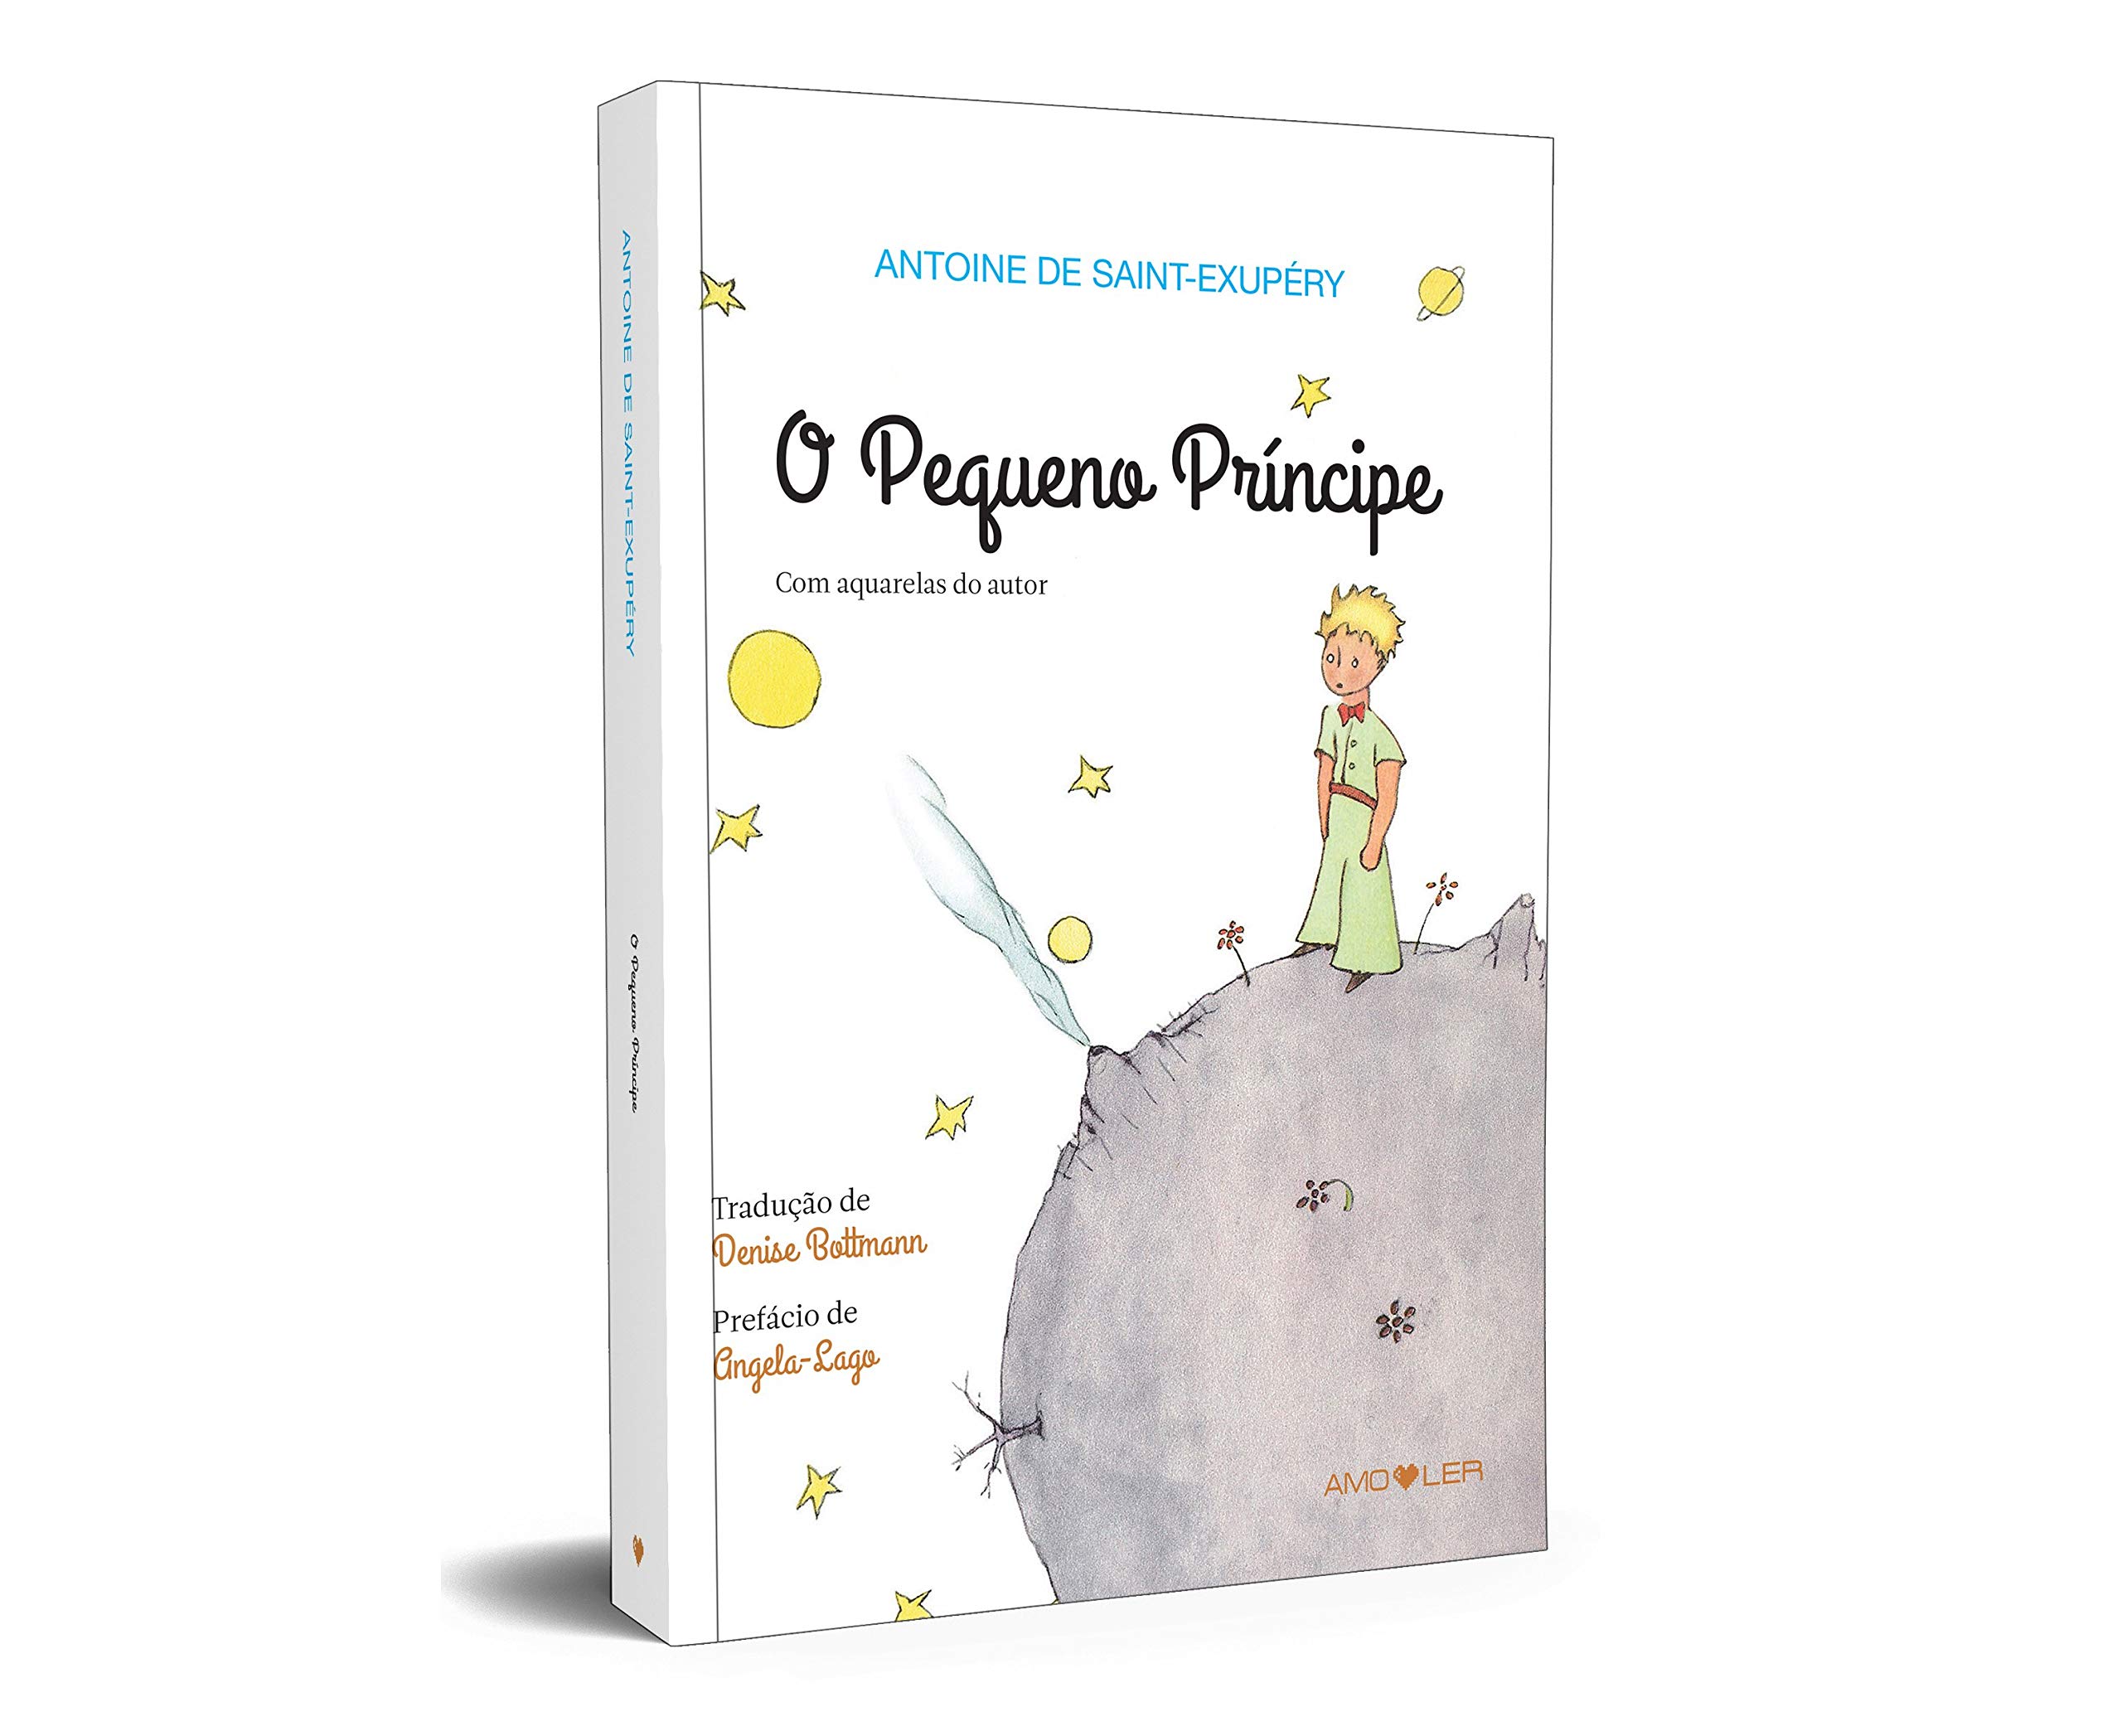 ANTOINE DE SAINT-EXUPÉRY
O Pequeno Príncipe
ANTOINE DE SAINT-EXUPÉRY
O Pequeno Príncipe
Com aquarelas do autor
Tradução de
Denise Bottmann
Prefácio de
Angela-Lago
AMO LER